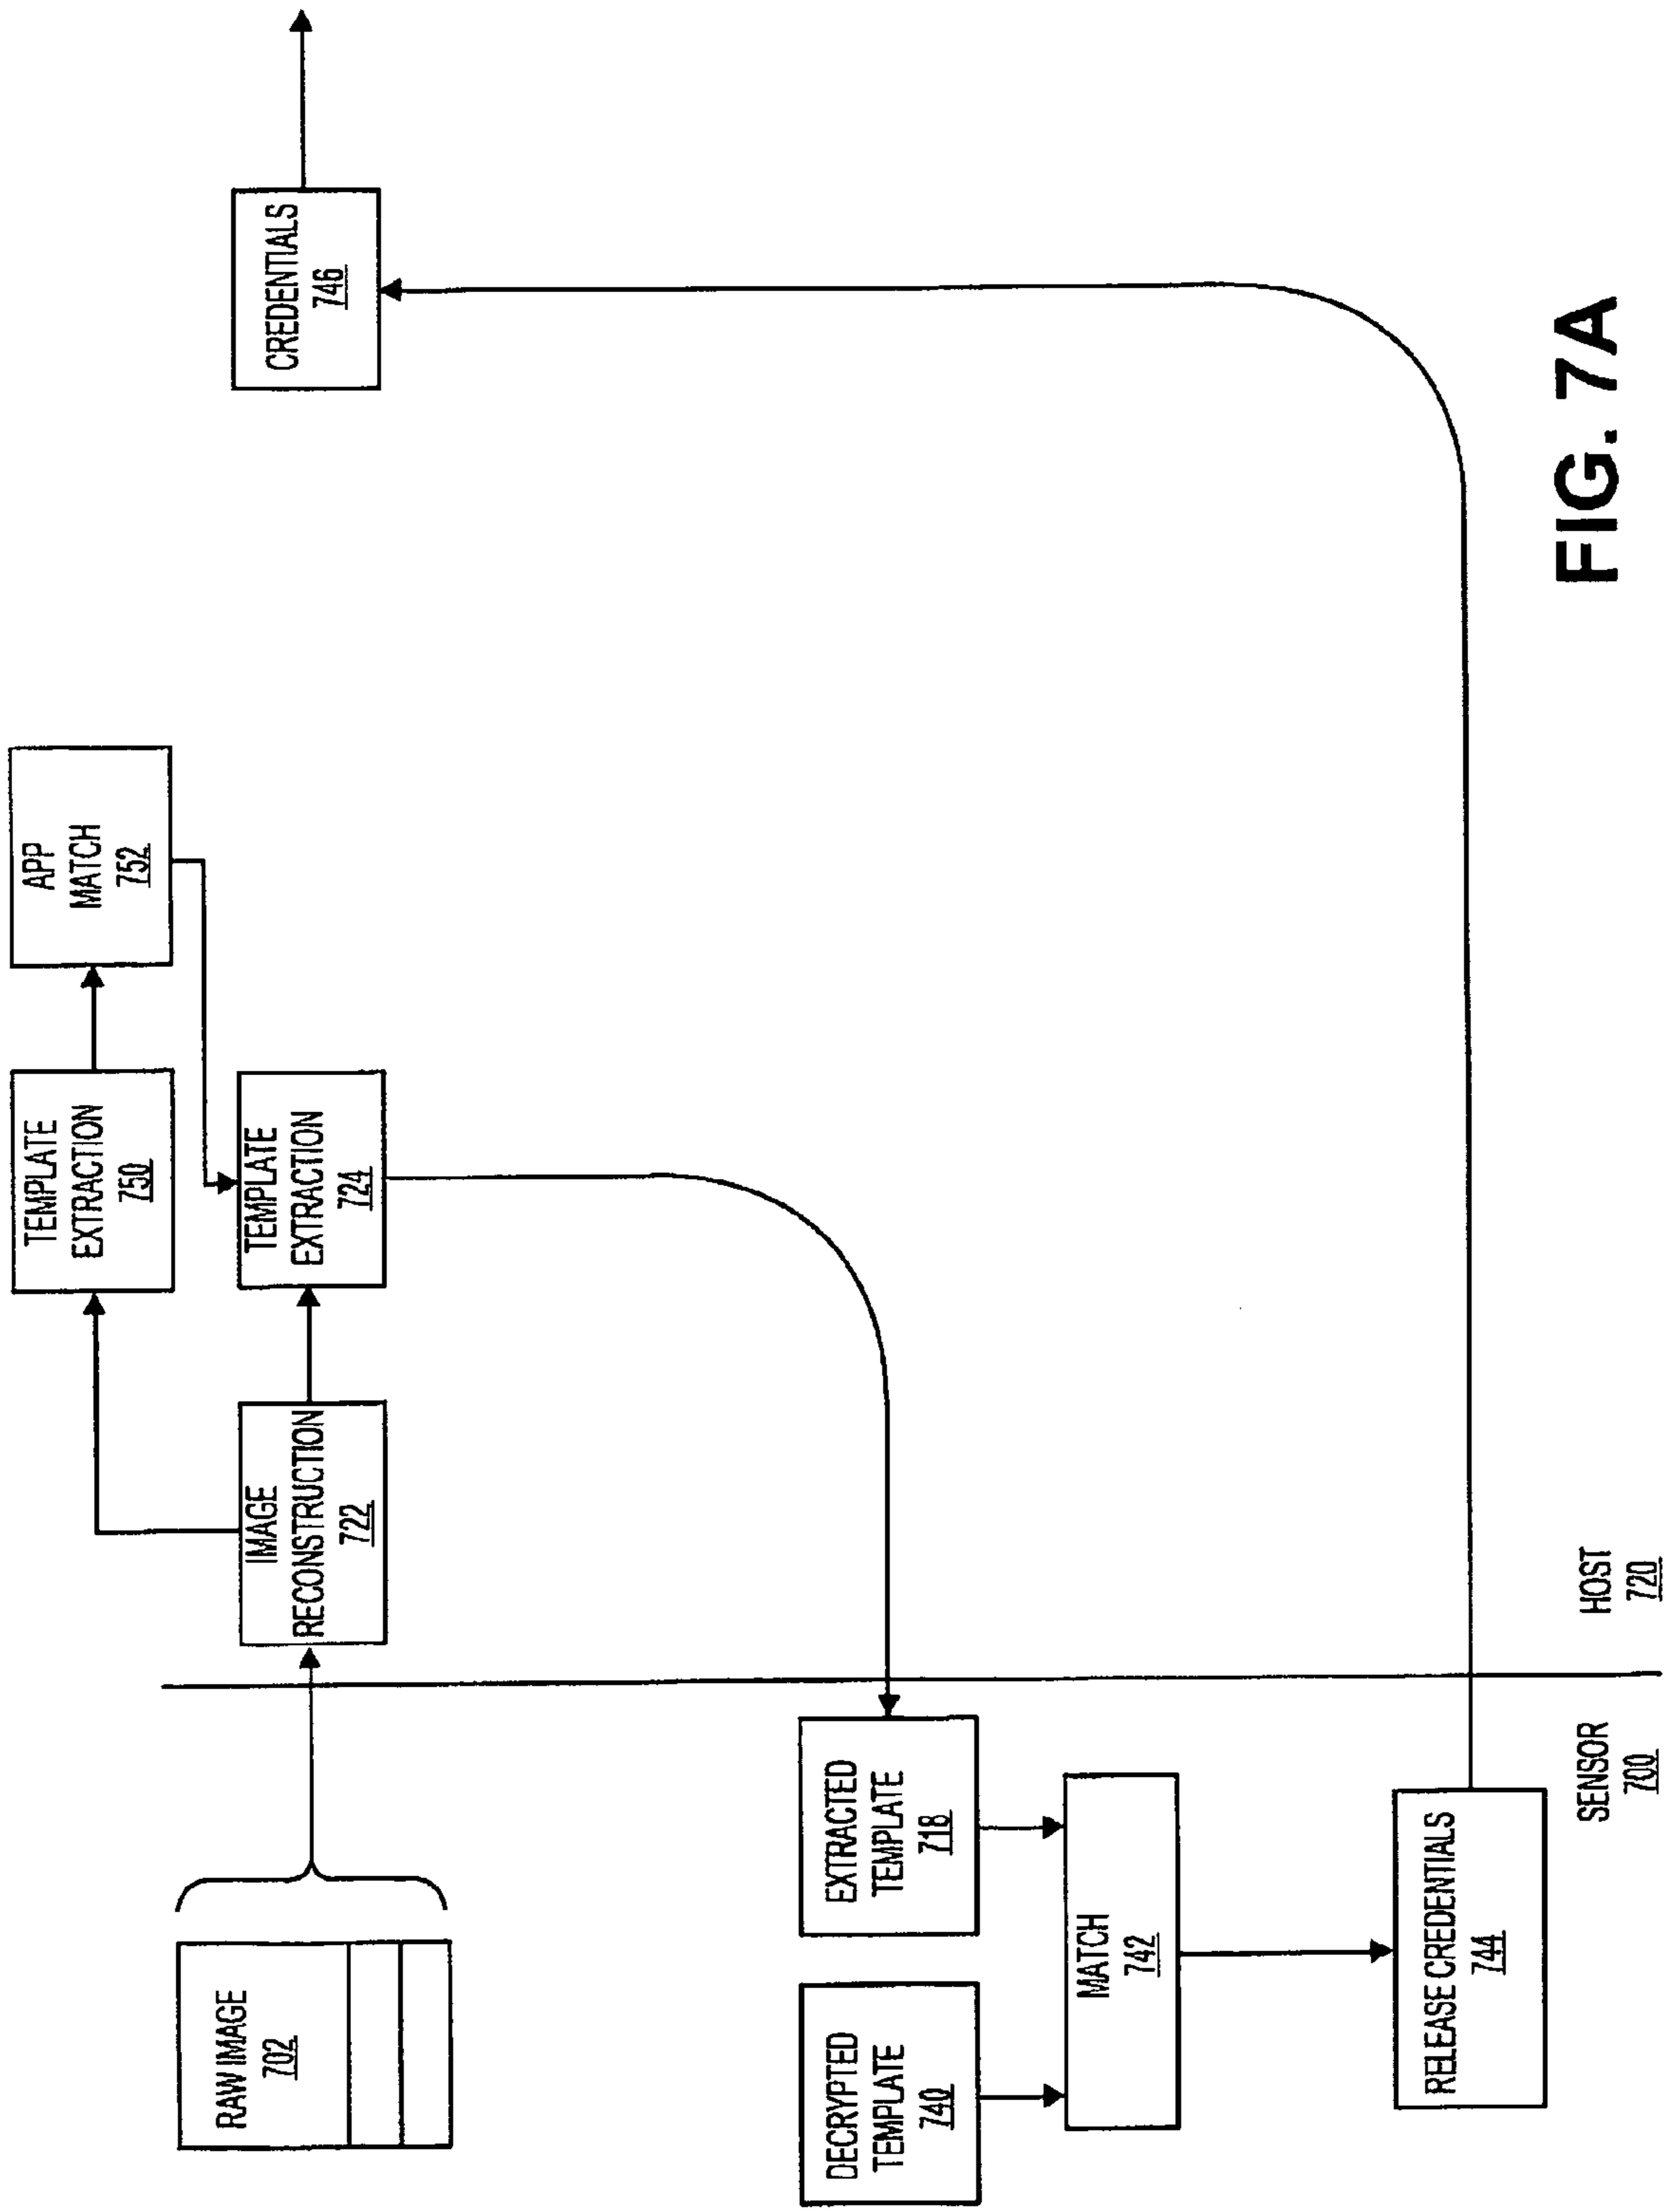 RAW IMAGE
702
IMAGE
RECONSTRUCTION
722
TEMPLATE
EXTRACTION
750
APP
MATCH
752
TEMPLATE
EXTRACTION
724
CREDENTIALS
746
DECRYPTED
TEMPLATE
740
EXTRACTED
TEMPLATE
718
MATCH
742
RELEASE CREDENTIALS
744
SENSOR
700
HOST
720
FIG. 7A